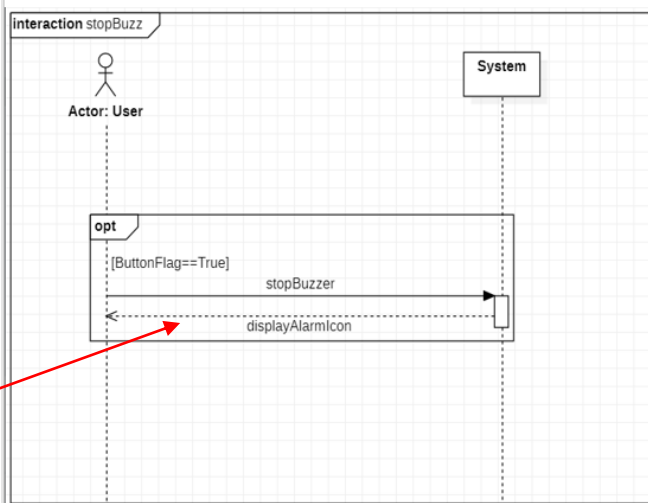 interaction stopBuzz
System
Actor: User
opt
[ButtonFlag==True]
stopBuzzer
displayAlarmIcon